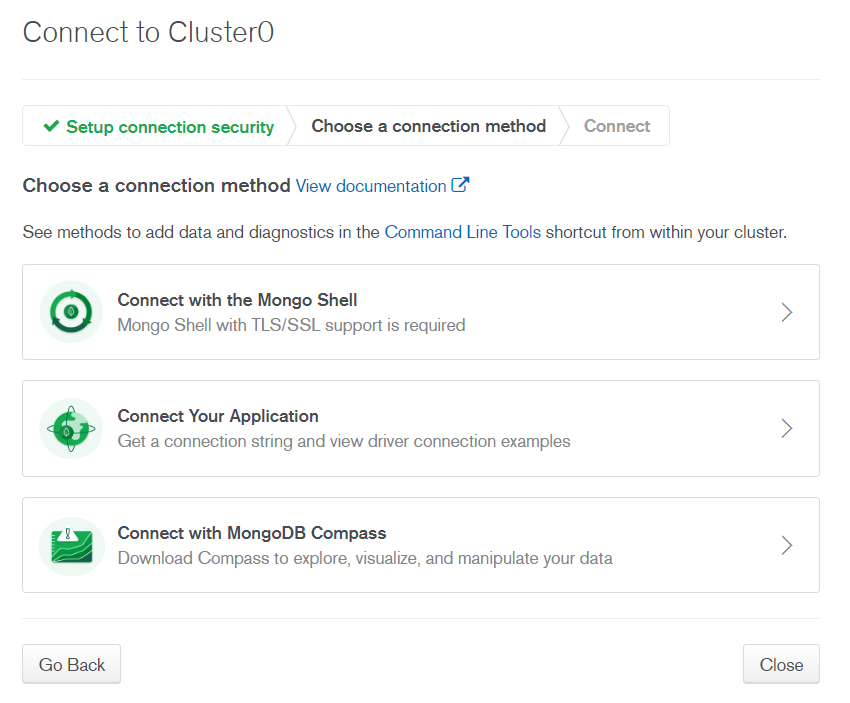 Connect to Cluster0
Setup connection security
Choose a connection method
Connect
Choose a connection method View documentation
See methods to add data and diagnostics in the Command Line Tools shortcut from within your cluster.
Connect with the Mongo Shell
Mongo Shell with TLS/SSL support is required
Connect Your Application
Get a connection string and view driver connection examples
Connect with MongoDB Compass
Download Compass to explore, visualize, and manipulate your data
Go Back
Close